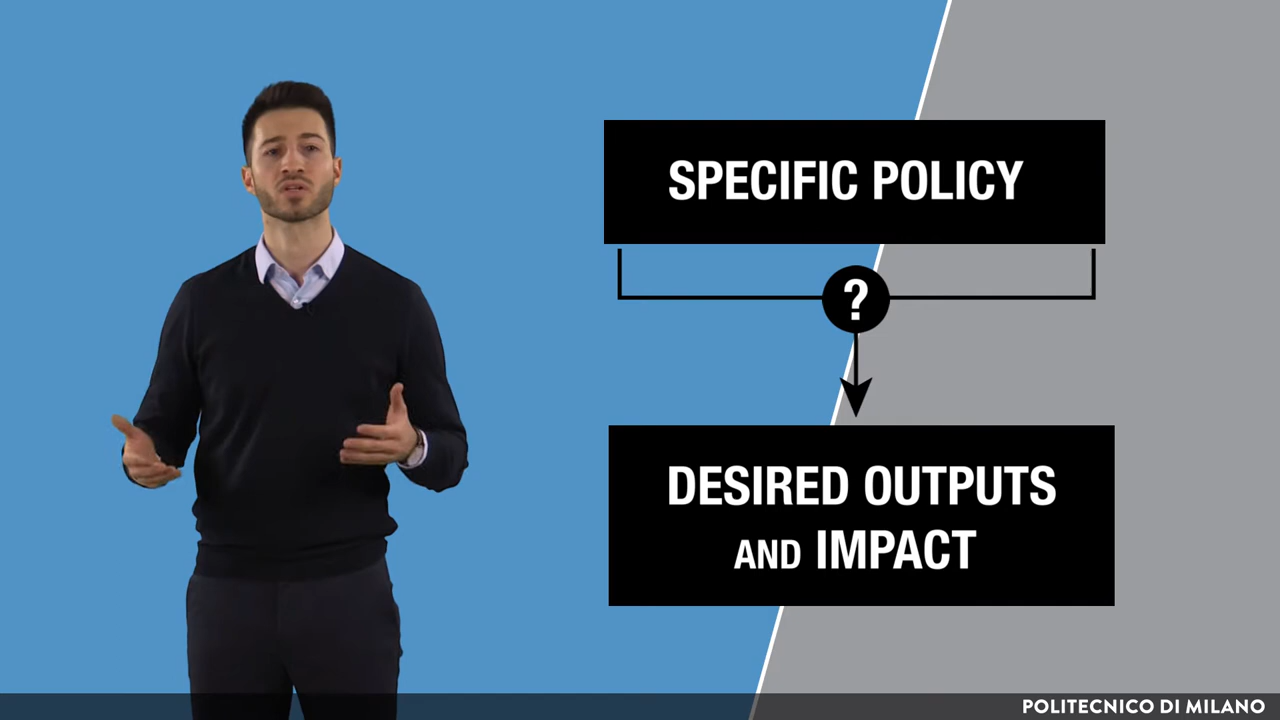 SPECIFIC POLICY
?
DESIRED OUTPUTS
AND IMPACT
POLITECNICO DI MILANO